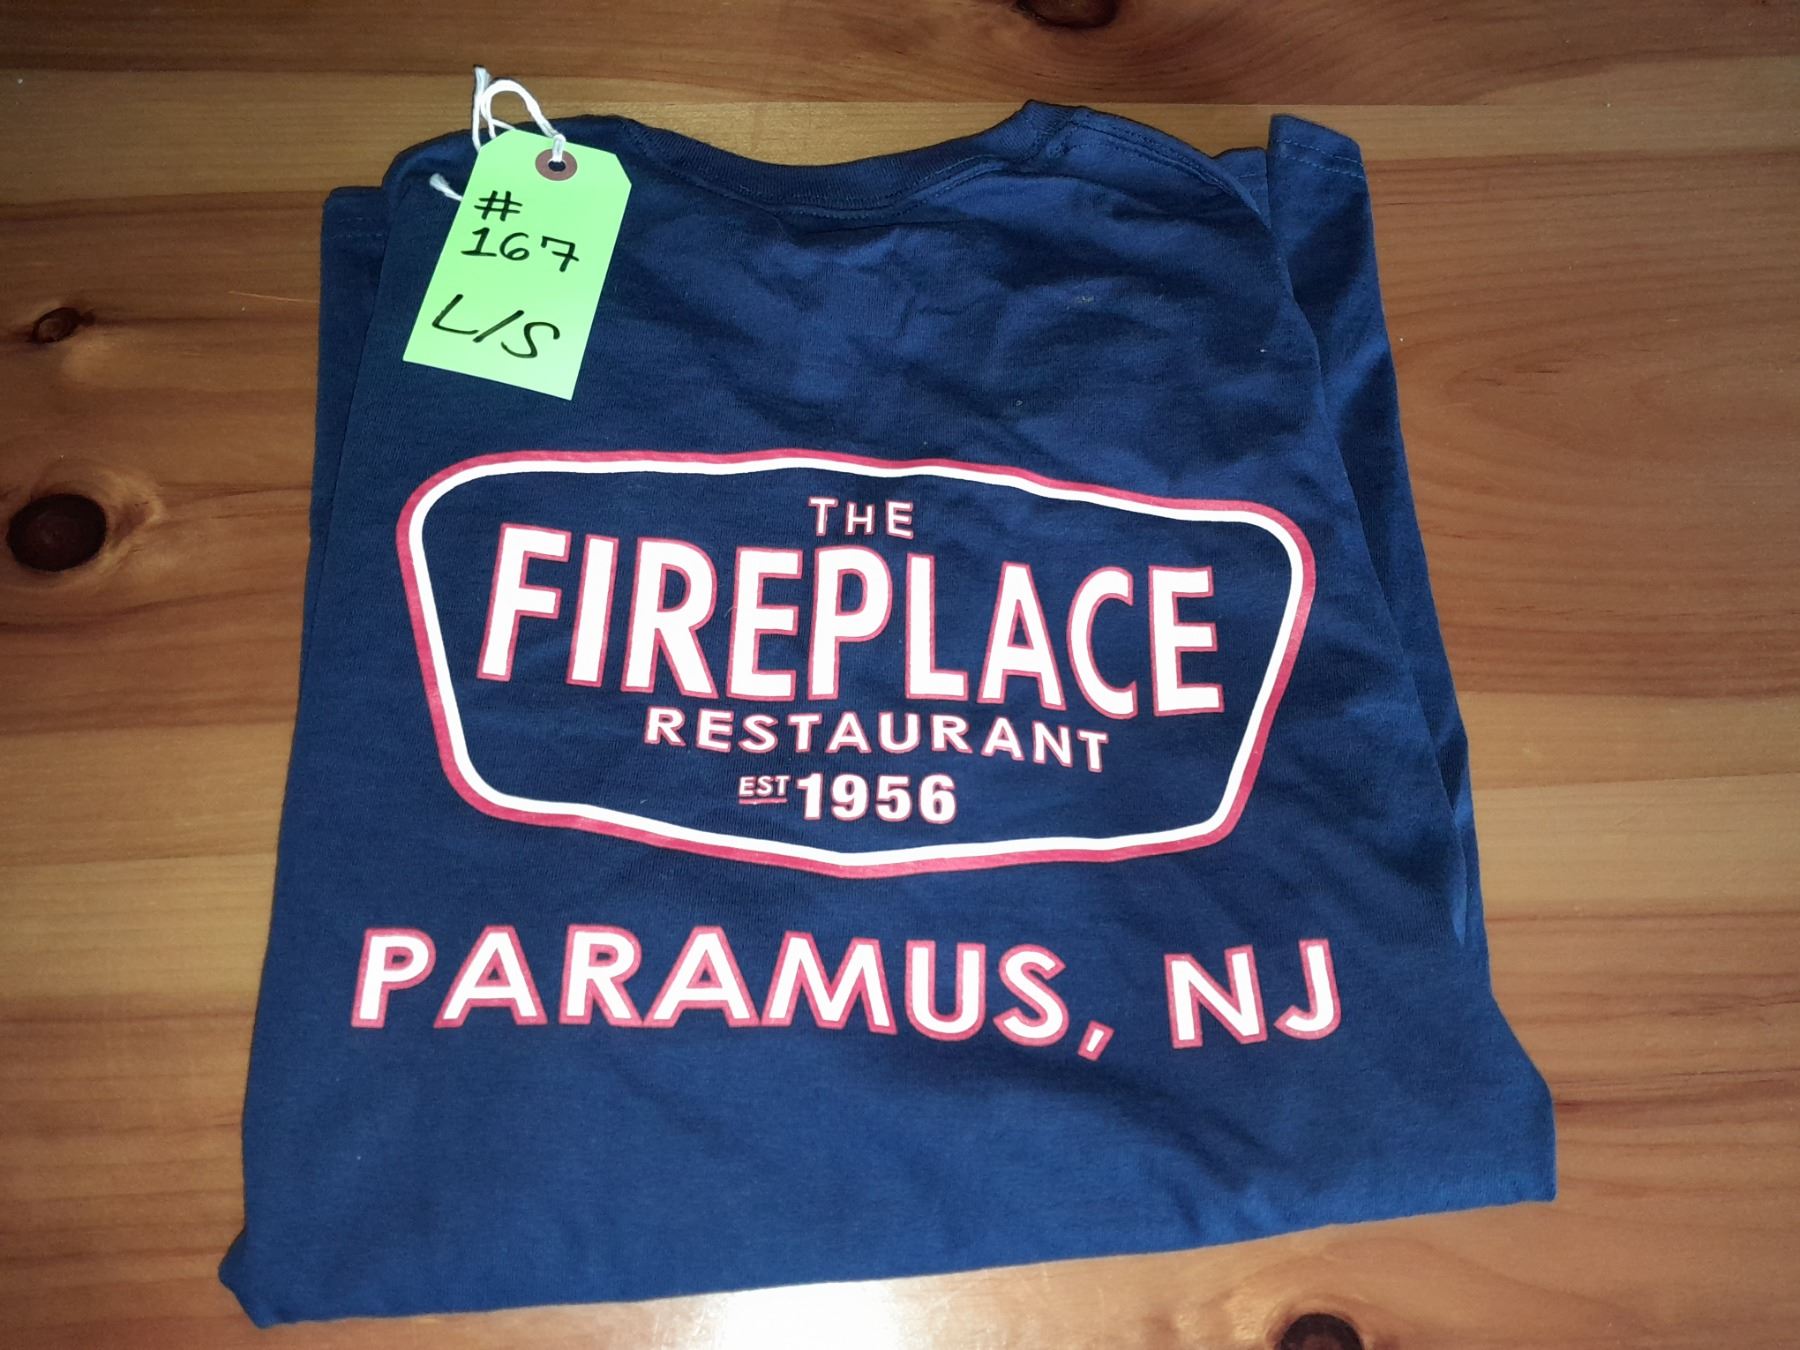 #
167
L/S
THE
FIREPLACE
RESTAURANT
EST 1956
PARAMUS, NJ